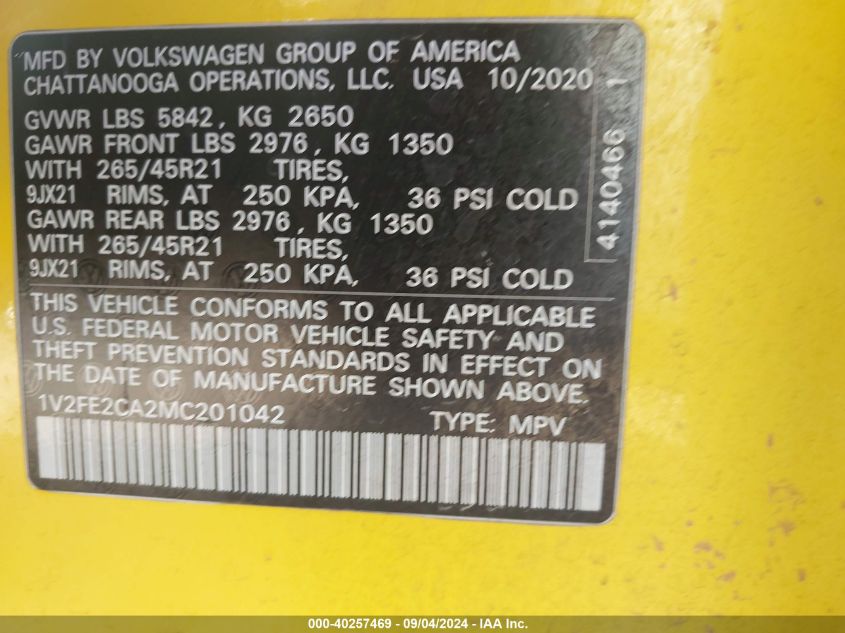 MFD BY VOLKSWAGEN GROUP OF AMERICA
CHATTANOOGA OPERATIONS, LLC. USA 10/2020
GVWR LBS 5842, KG 2650
GAWR FRONT LBS 2976, KG 1350
WITH 265/45R21 TIRES,
9JX21 RIMS, AT 250 KPA, 36 PSI COLD
GAWR REAR LBS 2976, KG 1350
WITH 265/45R21 TIRES,
9JX21 RIMS, AT 250 KPA, 36 PSI COLD
4140466 1
THIS VEHICLE CONFORMS TO ALL APPLICABLE
U.S. FEDERAL MOTOR VEHICLE SAFETY AND
THEFT PREVENTION STANDARDS IN EFFECT ON
THE DATE OF MANUFACTURE SHOWN ABOVE.
1V2FE2CA2MC201042 TYPE: MPV
000-40257469 - 09/04/2024 - IAA Inc.